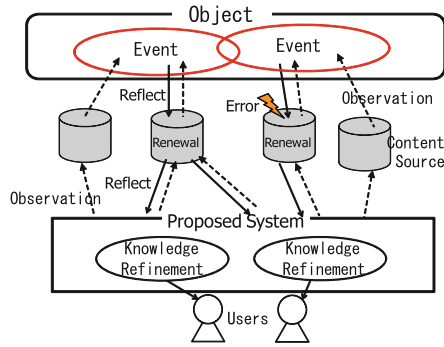 Object
Event
Event
Reflect
Error
Observation
Renewal
Renewal
Content
Source
Reflect
Observation
Proposed System
Knowledge
Refinement
Knowledge
Refinement
Users